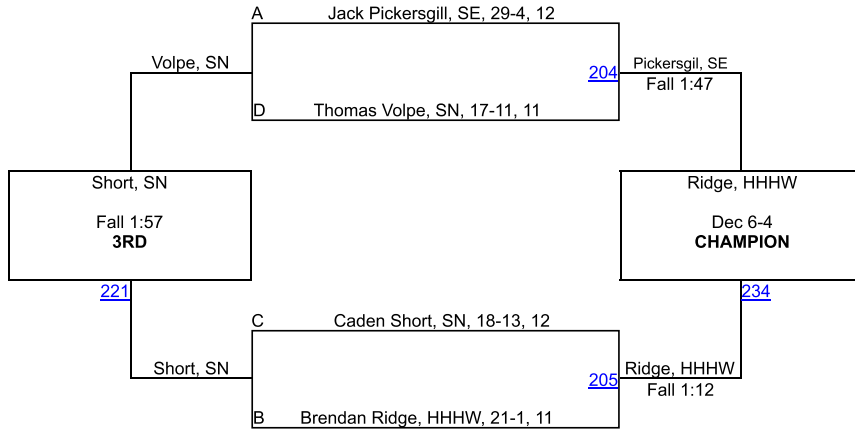 A Jack Pickersgill, SE, 29-4, 12
Volpe, SN
204
Pickersgil, SE
Fall 1:47
D Thomas Volpe, SN, 17-11, 11
Short, SN
Fall 1:57
3RD
Ridge, HHHW
Dec 6-4
CHAMPION
221
234
C Caden Short, SN, 18-13, 12
Short, SN
205
Ridge, HHHW
Fall 1:12
B Brendan Ridge, HHHW, 21-1, 11